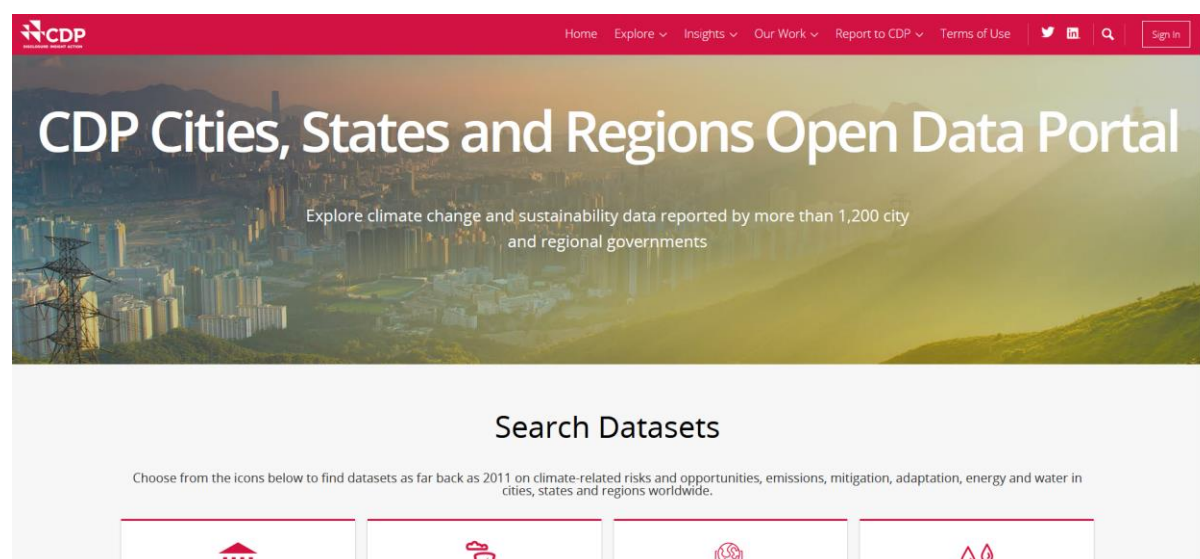 CDP
DISCLOSURE INSIGHT ACTION
Home Explore Insights Our Work Report to CDP Terms of Use Sign In
CDP Cities, States and Regions Open Data Portal
Explore climate change and sustainability data reported by more than 1,200 city
and regional governments
Search Datasets
Choose from the icons below to find datasets as far back as 2011 on climate-related risks and opportunities, emissions, mitigation, adaptation, energy and water in
cities, states and regions worldwide.